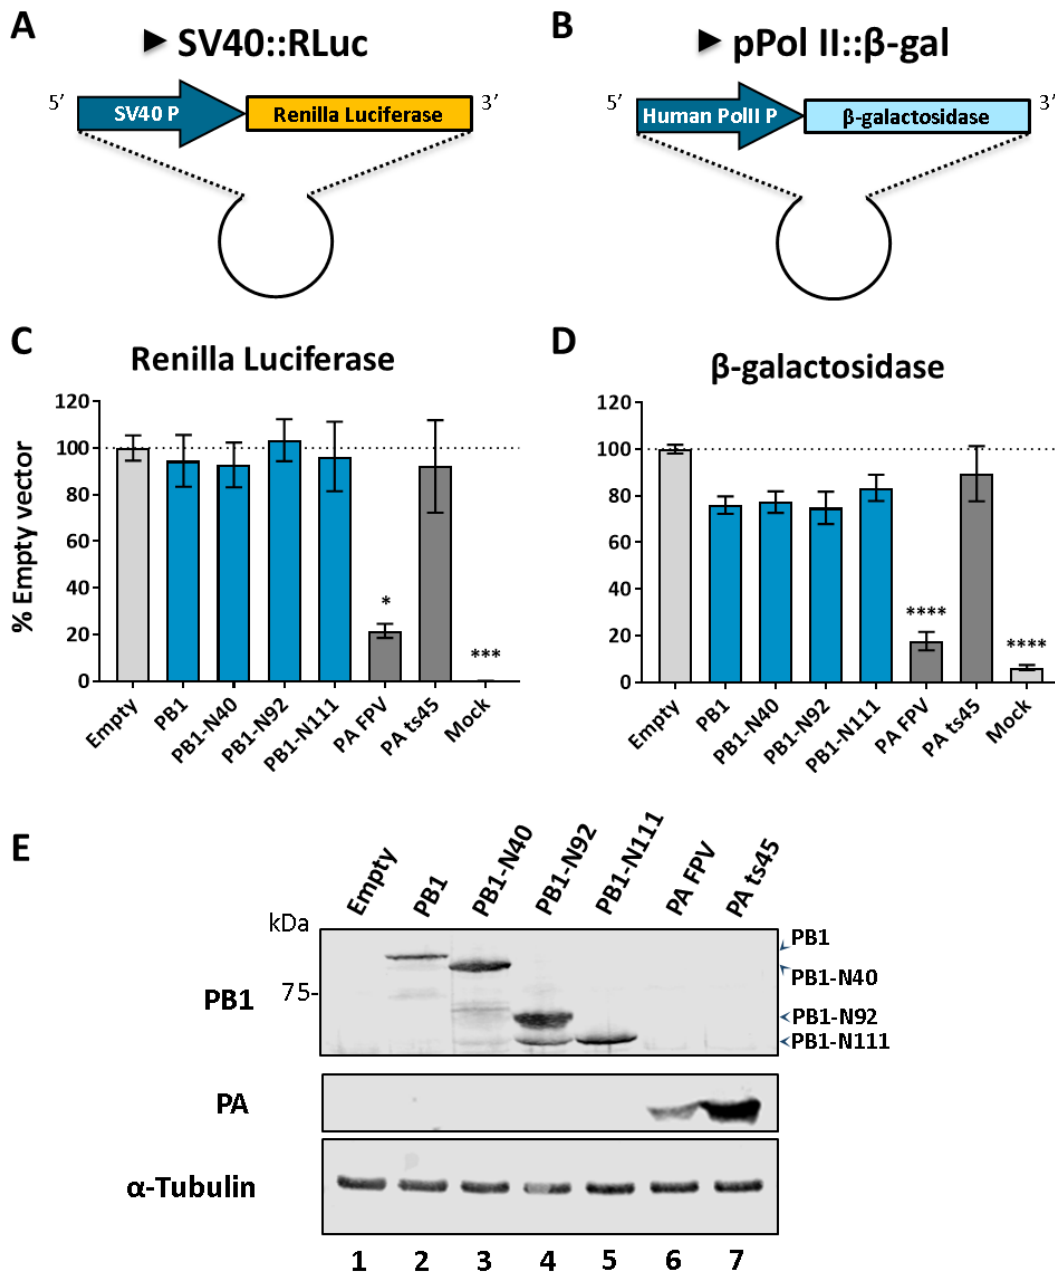 A
► SV40::RLuc
5′
SV40 P
Renilla Luciferase
3′
B
► pPol II::β-gal
5′
Human PolII P
β-galactosidase
3′
C
Renilla Luciferase
% Empty vector
120
100
80
60
40
20
0
*
***
Empty
PB1
PB1-N40
PB1-N92
PB1-N111
PA FPV
PA ts45
Mock
D
β-galactosidase
120
100
80
60
40
20
0
****
****
Empty
PB1
PB1-N40
PB1-N92
PB1-N111
PA FPV
PA ts45
Mock
E
Empty
PB1
PB1-N40
PB1-N92
PB1-N111
PA FPV
PA ts45
kDa
75-
PB1
PB1
PB1-N40
PB1-N92
PB1-N111
PA
α-Tubulin
1 2 3 4 5 6 7